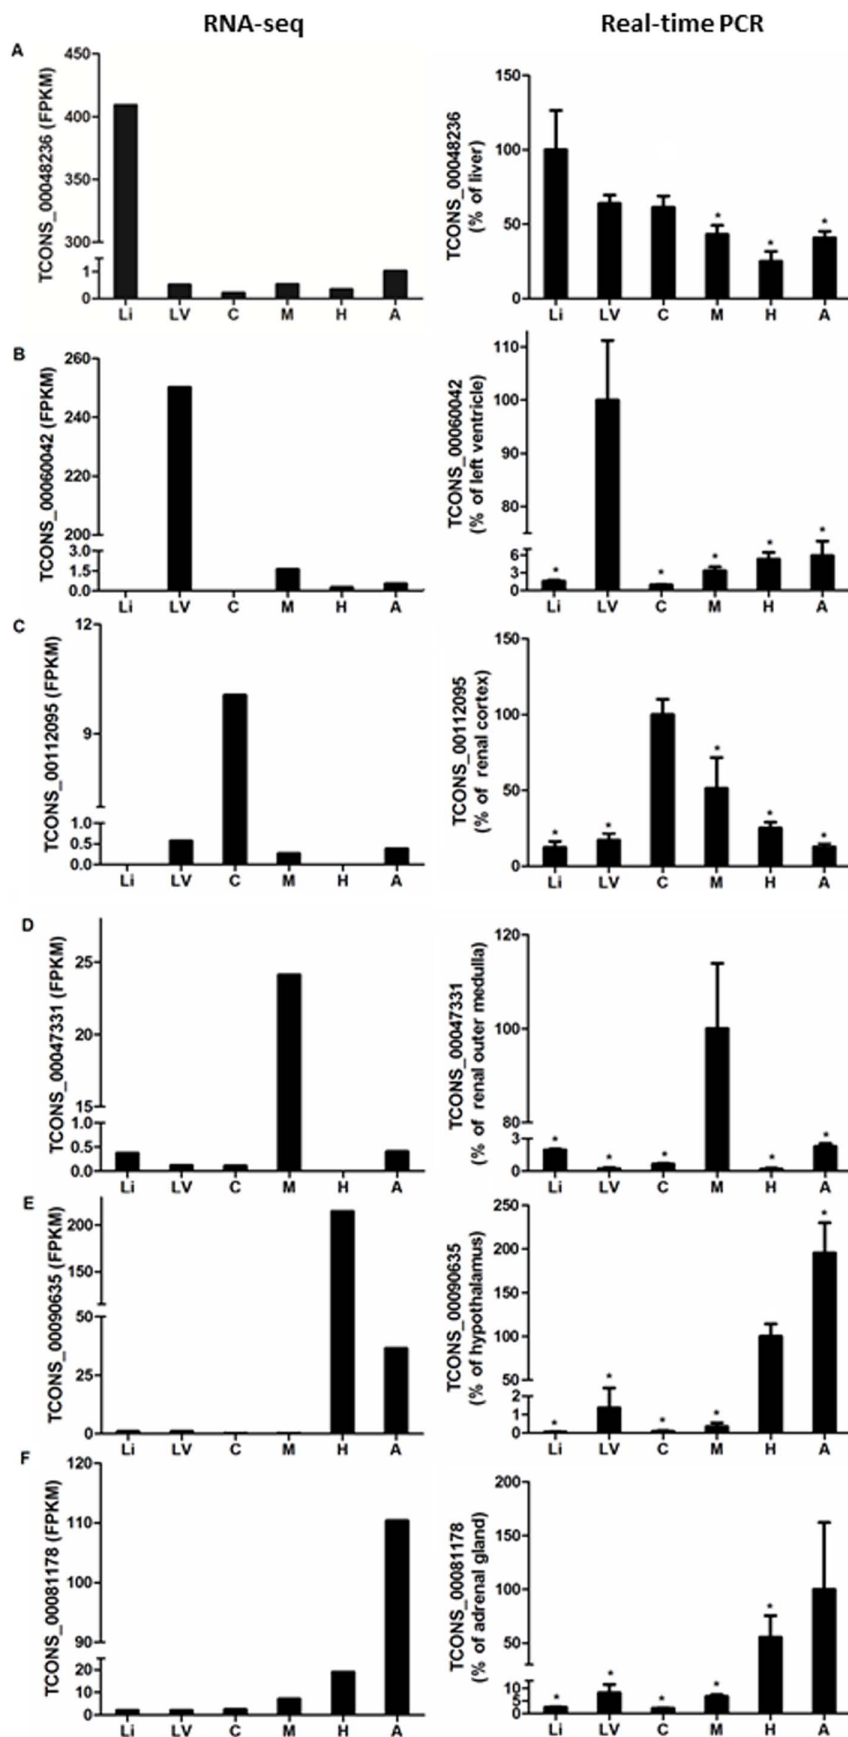 RNA-seq Real-time PCR
A
TCONS_00048236 (FPKM)
450
400
350
300
1
0
Li LV C M H A
TCONS_00048236
(% of liver)
150
100
50
0
* * *
Li LV C M H A
B
TCONS_00060042 (FPKM)
260
240
220
200
3.0
1.5
0.0
Li LV C M H A
TCONS_00060042
(% of left ventricle)
110
100
90
80
6
3
0
* * * * *
Li LV C M H A
C
TCONS_00112095 (FPKM)
12
9
1.0
0.5
0.0
Li LV C M H A
TCONS_00112095
(% of renal cortex)
150
100
50
0
* * * * *
Li LV C M H A
D
TCONS_00047331 (FPKM)
25
20
15
1.0
0.5
0.0
Li LV C M H A
TCONS_00047331
(% of renal outer medulla)
120
100
80
3
0
* * * * *
Li LV C M H A
E
TCONS_00090635 (FPKM)
200
150
50
25
0
Li LV C M H A
TCONS_00090635
(% of hypothalamus)
250
200
150
100
50
2
1
0
* * * * *
Li LV C M H A
F
TCONS_00081178 (FPKM)
120
110
100
90
20
10
0
Li LV C M H A
TCONS_00081178
(% of adrenal gland)
200
150
100
50
10
5
0
* * * * *
Li LV C M H A